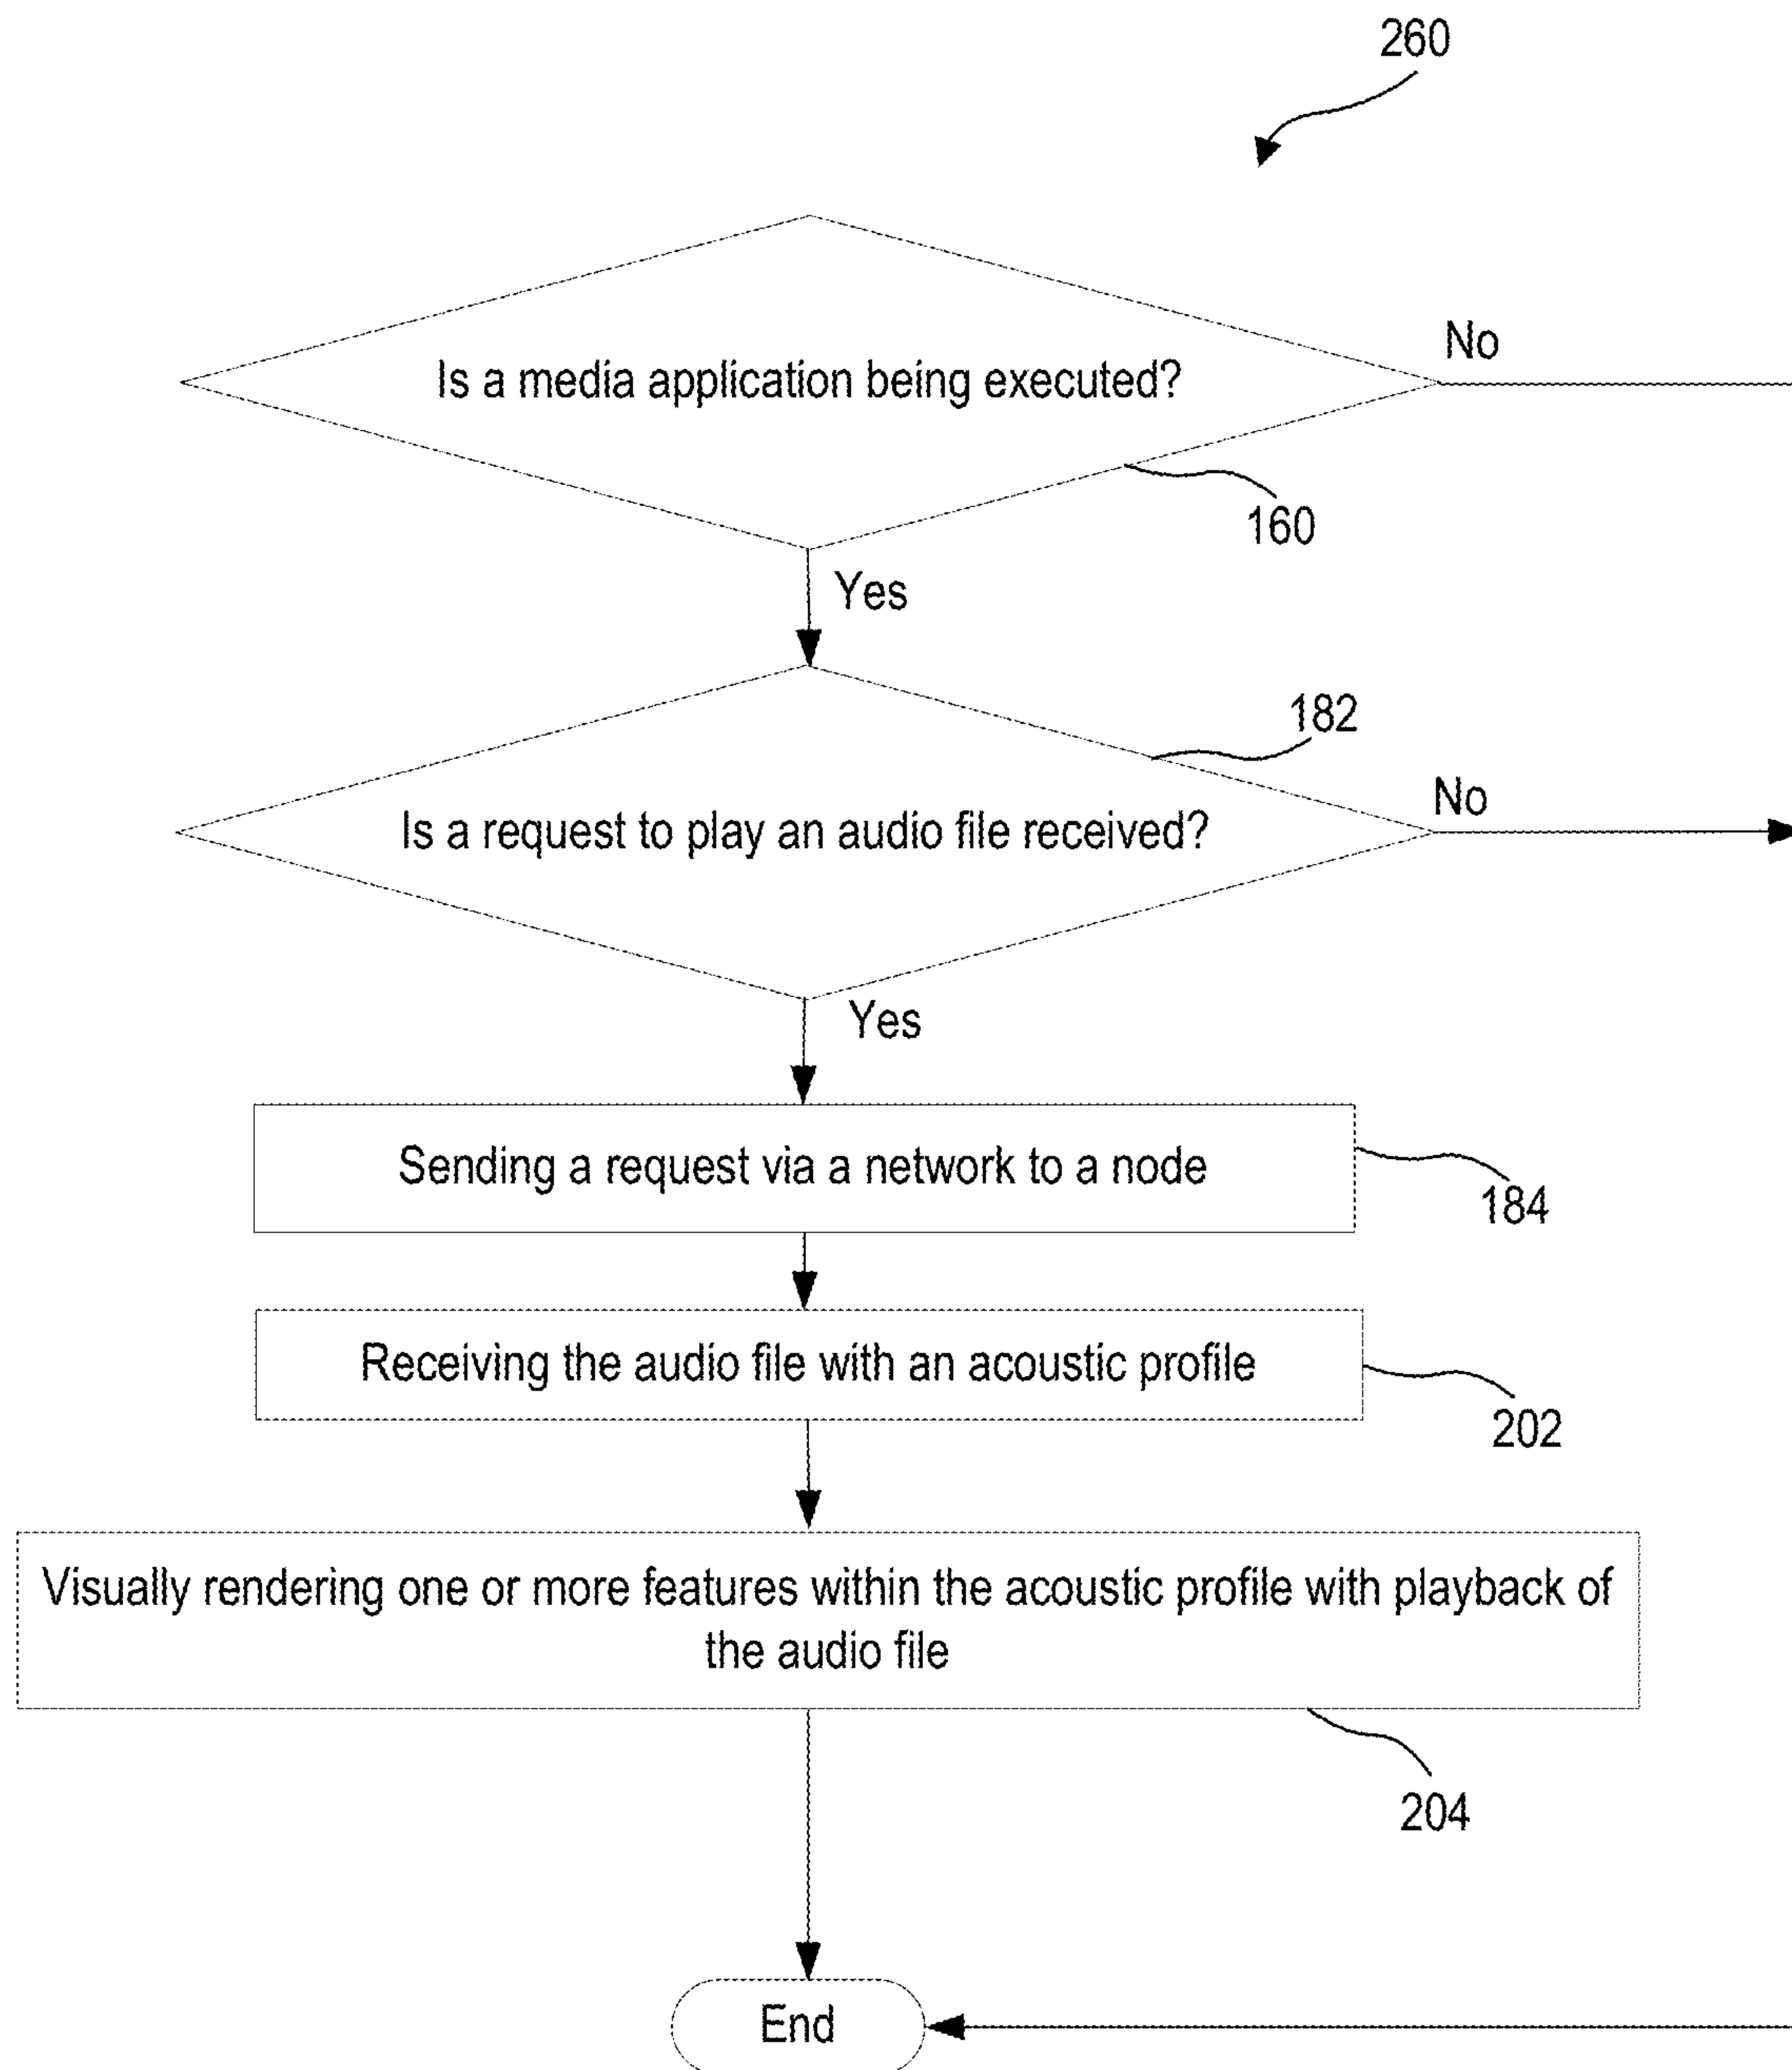 260
Is a media application being executed?
No
160
Yes
182
Is a request to play an audio file received?
No
Yes
Sending a request via a network to a node
184
Receiving the audio file with an acoustic profile
202
Visually rendering one or more features within the acoustic profile with playback of
the audio file
204
End